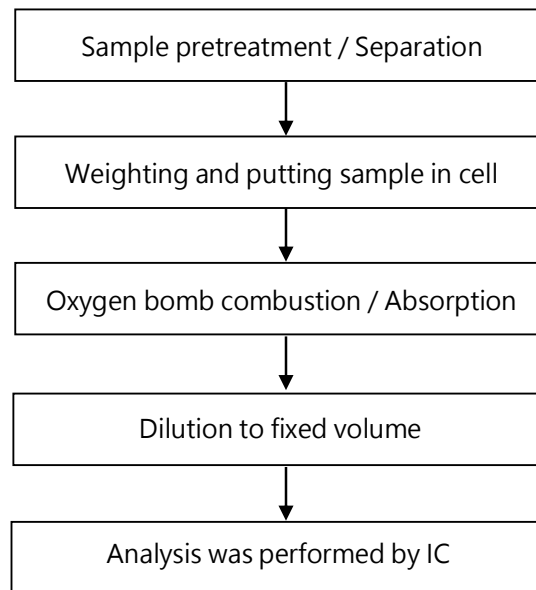 Sample pretreatment / Separation
Weighting and putting sample in cell
Oxygen bomb combustion / Absorption
Dilution to fixed volume
Analysis was performed by IC